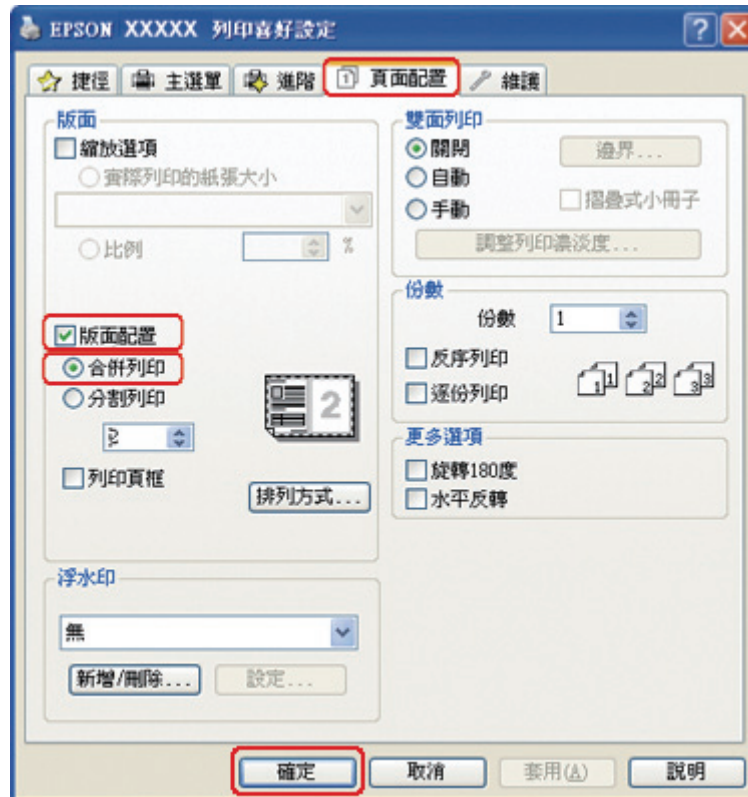 EPSON XXXXX 列印喜好設定
捷徑 主選單 進階 頁面配置 維護
版面
縮放選項
實際列印的紙張大小
比例 %
版面配置
合併列印
分割列印
2
列印頁框
排列方式...
浮水印
無
新增/刪除... 設定...
雙面列印
關閉
自動
手動
邊界...
摺疊式小冊子
調整列印濃淡度...
份數
份數 1
反序列印
逐份列印
1 1 2 2 3 3
更多選項
旋轉180度
水平反轉
確定 取消 套用(A) 說明